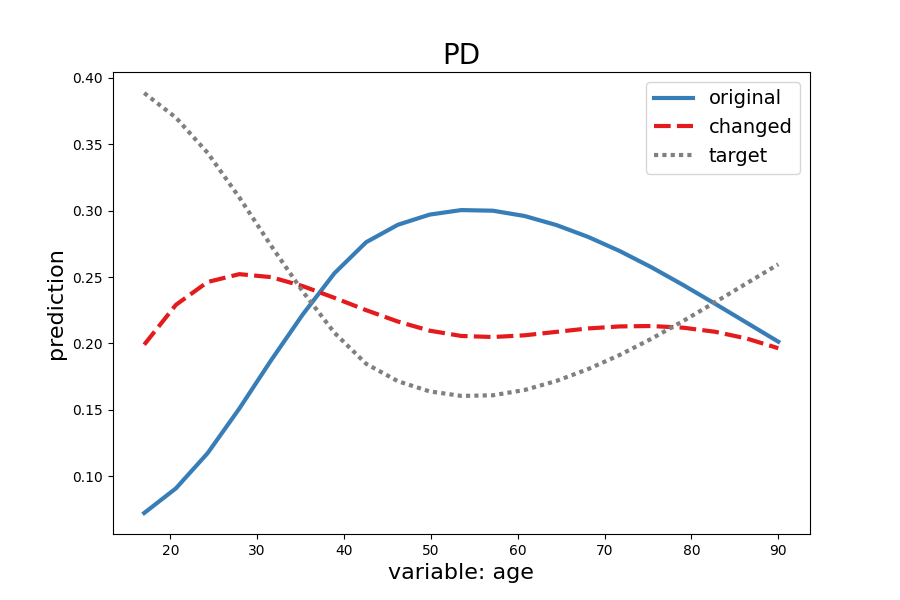 PD
0.40
0.35
0.30
0.25
0.20
0.15
0.10
prediction
original
changed
target
20 30 40 50 60 70 80 90
variable: age